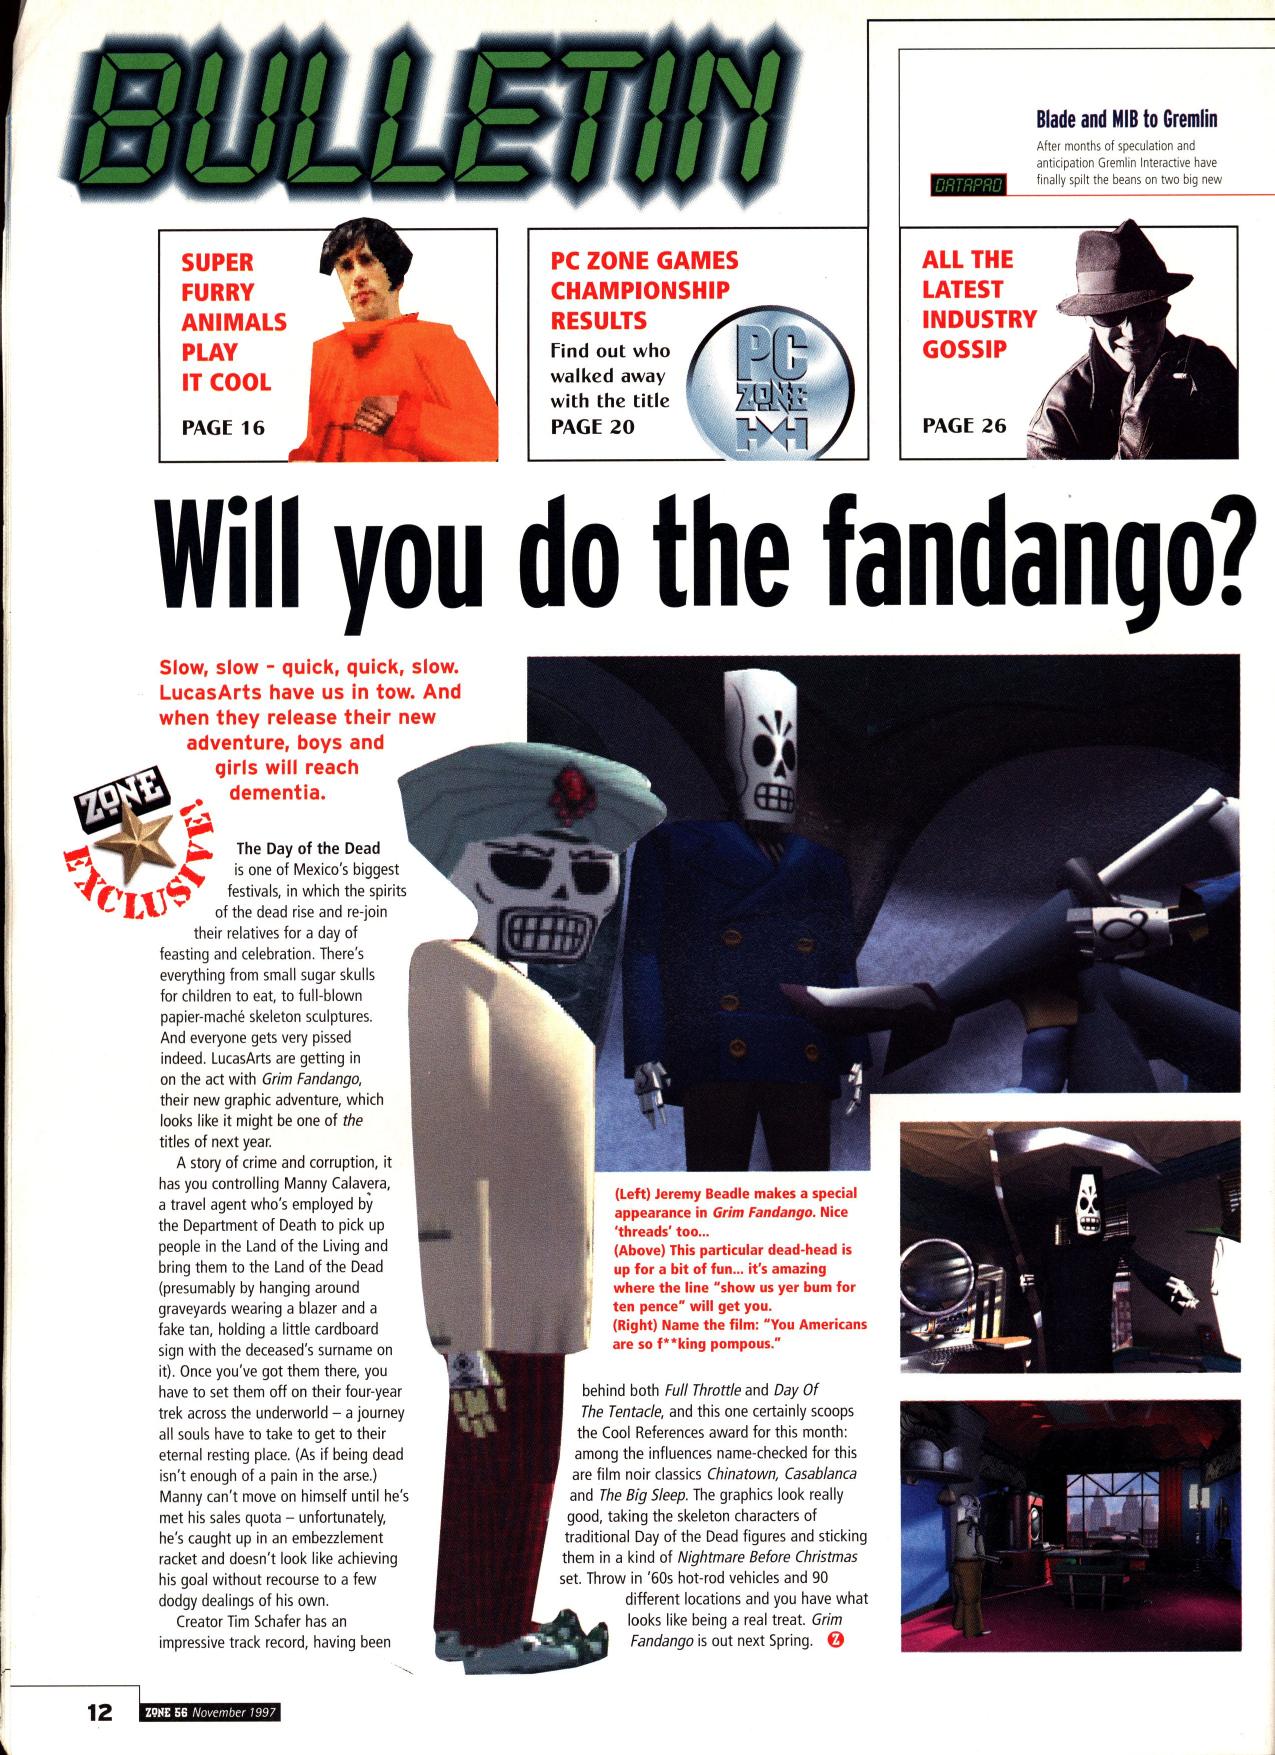 BULLETIN
Blade and MIB to Gremlin
After months of speculation and
anticipation Gremlin Interactive have
finally spilt the beans on two big new
DATAPAD
SUPER
FURRY
ANIMALS
PLAY
IT COOL
PAGE 16
PC ZONE GAMES
CHAMPIONSHIP
RESULTS
Find out who
walked away
with the title
PAGE 20
PC
ZONE
ALL THE
LATEST
INDUSTRY
GOSSIP
PAGE 26
Will you do the fandango?
Slow, slow - quick, quick, slow.
LucasArts have us in tow. And
when they release their new
adventure, boys and
girls will reach
dementia.
ZONE
EXCLUSIVE!
The Day of the Dead
is one of Mexico's biggest
festivals, in which the spirits
of the dead rise and re-join
their relatives for a day of
feasting and celebration. There's
everything from small sugar skulls
for children to eat, to full-blown
papier-maché skeleton sculptures.
And everyone gets very pissed
indeed. LucasArts are getting in
on the act with Grim Fandango,
their new graphic adventure, which
looks like it might be one of the
titles of next year.
A story of crime and corruption, it
has you controlling Manny Calavera,
a travel agent who's employed by
the Department of Death to pick up
people in the Land of the Living and
bring them to the Land of the Dead
(presumably by hanging around
graveyards wearing a blazer and a
fake tan, holding a little cardboard
sign with the deceased's surname on
it). Once you've got them there, you
have to set them off on their four-year
trek across the underworld – a journey
all souls have to take to get to their
eternal resting place. (As if being dead
isn't enough of a pain in the arse.)
Manny can't move on himself until he's
met his sales quota – unfortunately,
he's caught up in an embezzlement
racket and doesn't look like achieving
his goal without recourse to a few
dodgy dealings of his own.
Creator Tim Schafer has an
impressive track record, having been
(Left) Jeremy Beadle makes a special
appearance in Grim Fandango. Nice
'threads' too...
(Above) This particular dead-head is
up for a bit of fun... it's amazing
where the line "show us yer bum for
ten pence" will get you.
(Right) Name the film: "You Americans
are so f**king pompous."
behind both Full Throttle and Day Of
The Tentacle, and this one certainly scoops
the Cool References award for this month:
among the influences name-checked for this
are film noir classics Chinatown, Casablanca
and The Big Sleep. The graphics look really
good, taking the skeleton characters of
traditional Day of the Dead figures and sticking
them in a kind of Nightmare Before Christmas
set. Throw in '60s hot-rod vehicles and 90
different locations and you have what
looks like being a real treat. Grim
Fandango is out next Spring. Z
12
ZONE 56 November 1997